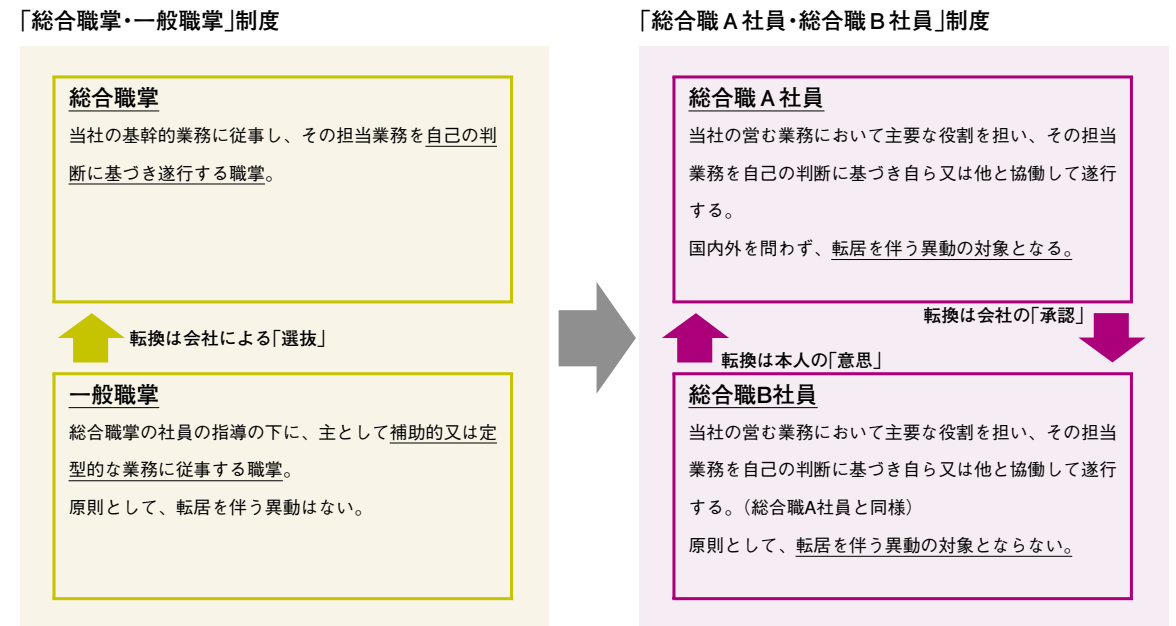 「総合職掌・一般職掌」制度
総合職掌
当社の基幹的業務に従事し、その担当業務を自己の判
断に基づき遂行する職掌。
転換は会社による「選抜」
一般職掌
総合職掌の社員の指導の下に、主として補助的又は定
型的な業務に従事する職掌。
原則として、転居を伴う異動はない。
「総合職A社員・総合職B社員」制度
総合職A社員
当社の営む業務において主要な役割を担い、その担当
業務を自己の判断に基づき自ら又は他と協働して遂行
する。
国内外を問わず、転居を伴う異動の対象となる。
転換は会社の「承認」
転換は本人の「意思」
総合職B社員
当社の営む業務において主要な役割を担い、その担当
業務を自己の判断に基づき自ら又は他と協働して遂行
する。（総合職A社員と同様）
原則として、転居を伴う異動の対象とならない。